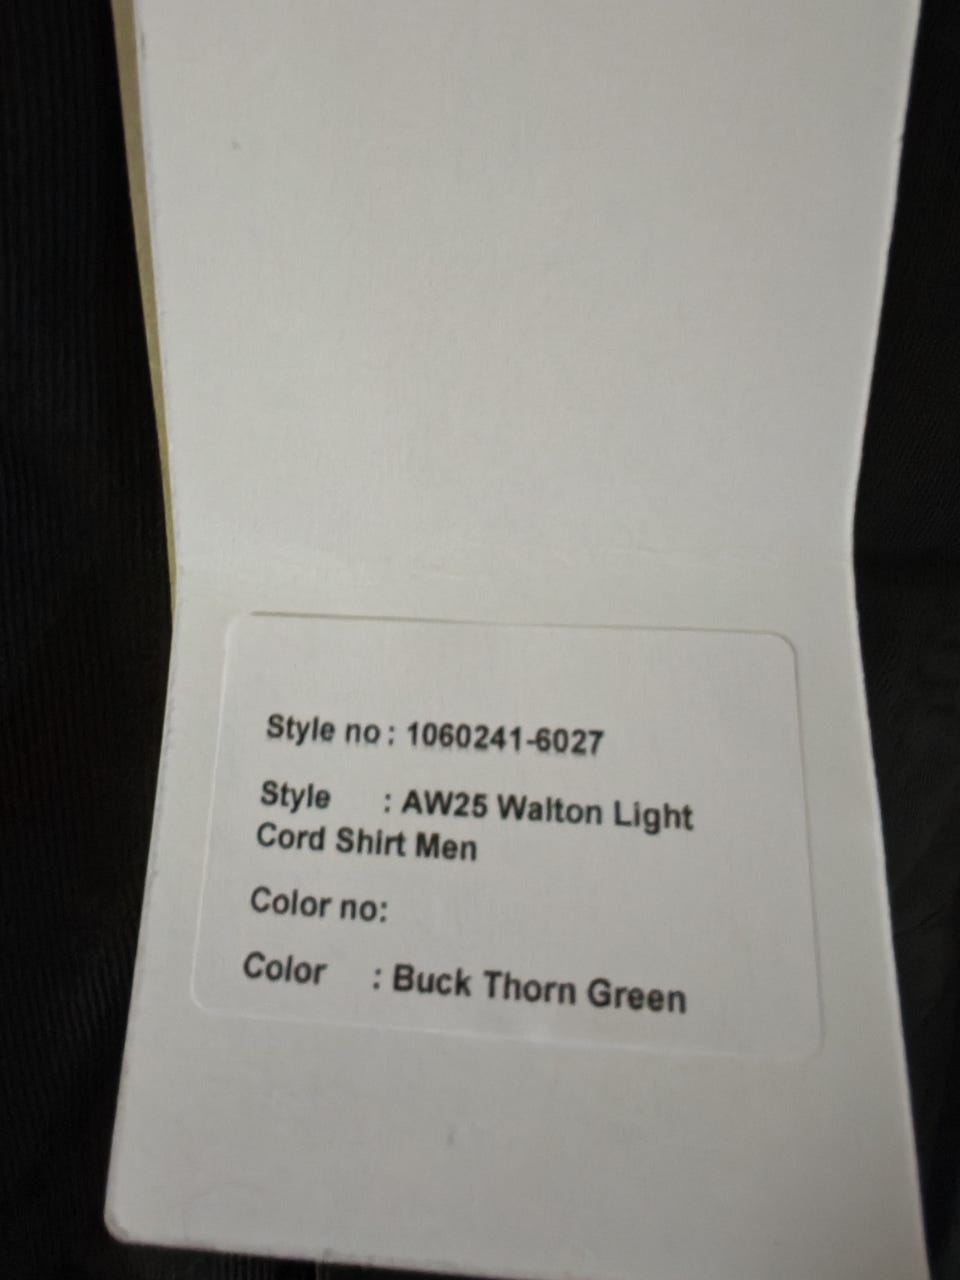 Style no : 1060241-6027
Style : AW25 Walton Light
Cord Shirt Men
Color no:
Color : Buck Thorn Green